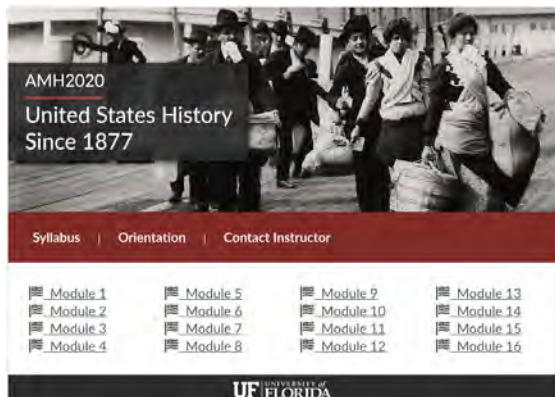 AMH2020
United States History
Since 1877
Syllabus | Orientation | Contact Instructor
Module 1
Module 2
Module 3
Module 4
Module 5
Module 6
Module 7
Module 8
Module 9
Module 10
Module 11
Module 12
Module 13
Module 14
Module 15
Module 16
UF UNIVERSITY of
FLORIDA